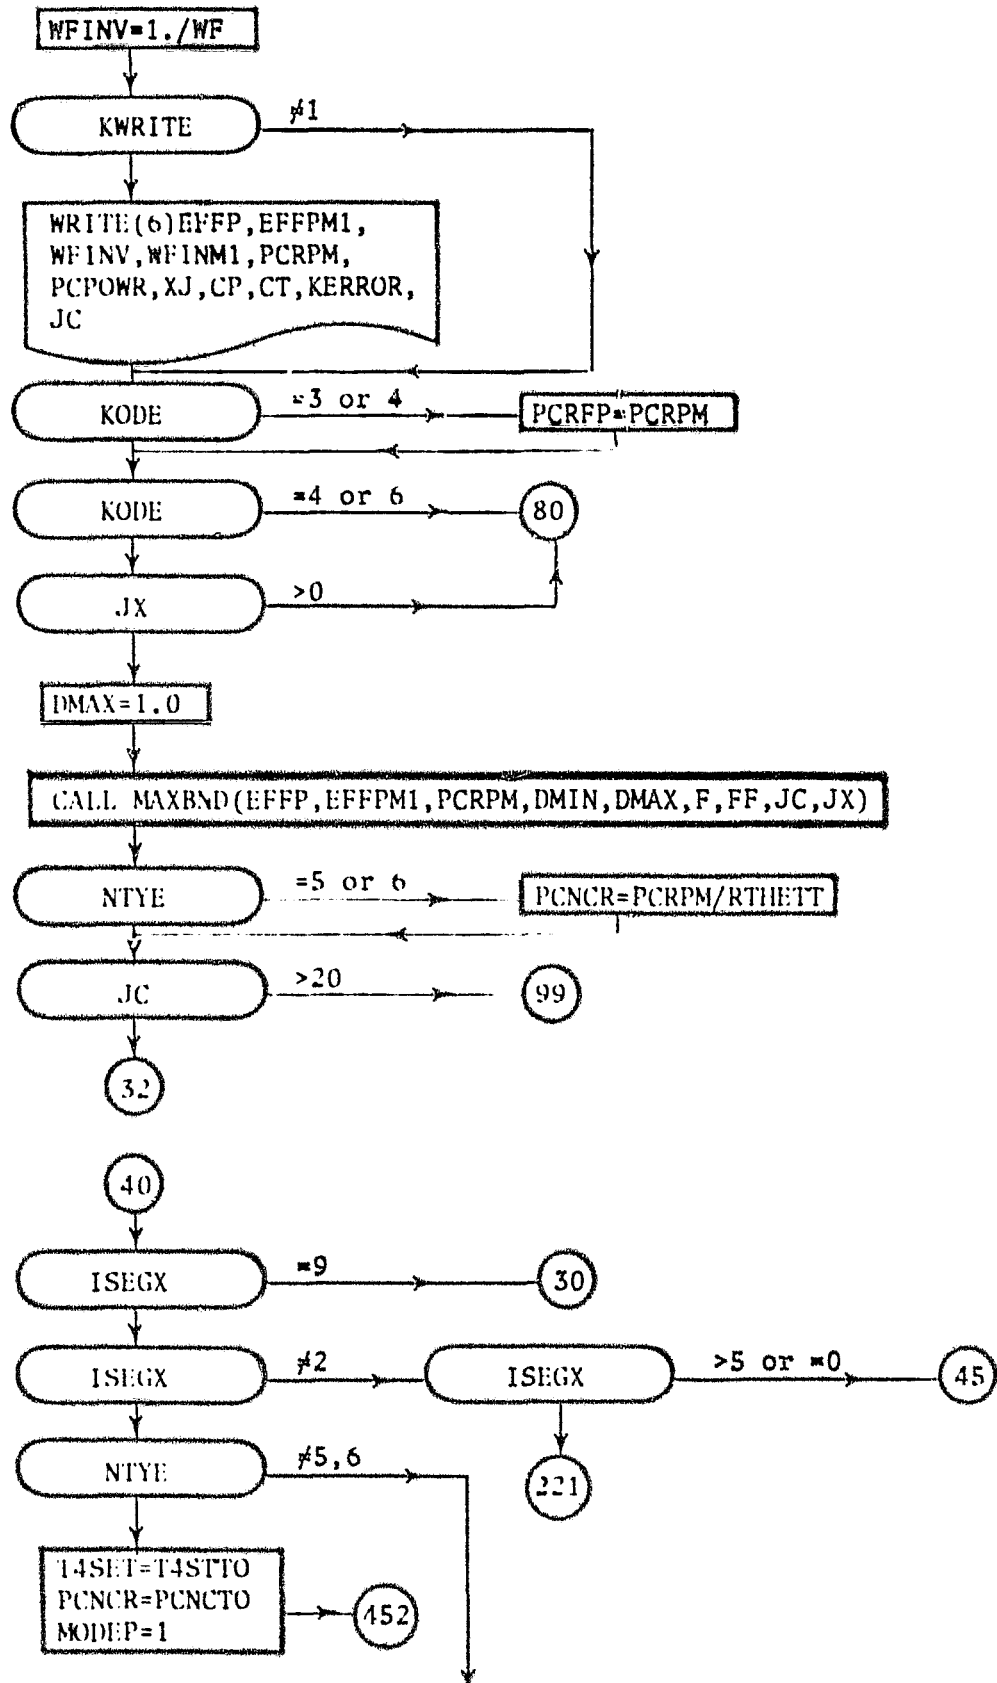 WFINV=1./WF
KWRITE
≠1
WRITE(6)EFFP,EFFPM1,
WFINV,WFINM1,PCRPM,
PCPOWR,XJ,CP,CT,KERROR,
JC
KODE
=3 or 4
PCRFP=PCRPM
KODE
=4 or 6
80
JX
>0
DMAX=1.0
CALL MAXBND(EFFP,EFFPM1,PCRPM,DMIN,DMAX,F,FF,JC,JX)
NTYE
=5 or 6
PCNCR=PCRPM/RTHETT
JC
>20
99
32
40
ISEGX
=9
30
ISEGX
≠2
ISEGX
>5 or =0
45
NTYE
≠5,6
221
T4SET=T4STTO
PCNCR=PCNCTO
MODEP=1
452